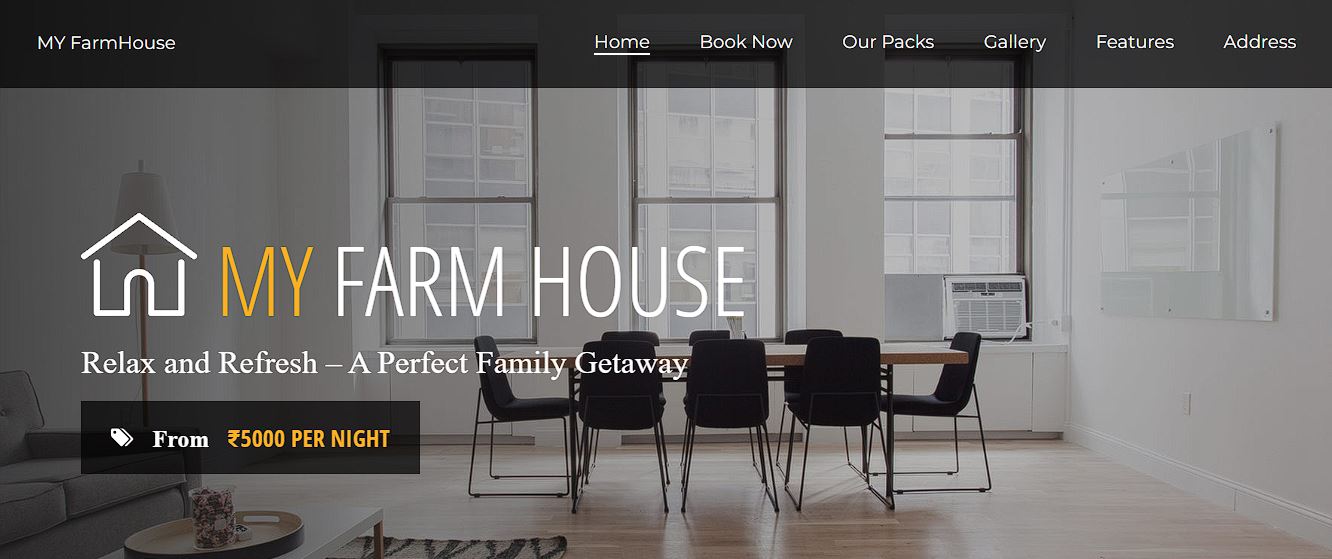 MY FarmHouse
Home Book Now Our Packs Gallery Features Address
MY FARM HOUSE
Relax and Refresh – A Perfect Family Getaway
From ₹5000 PER NIGHT